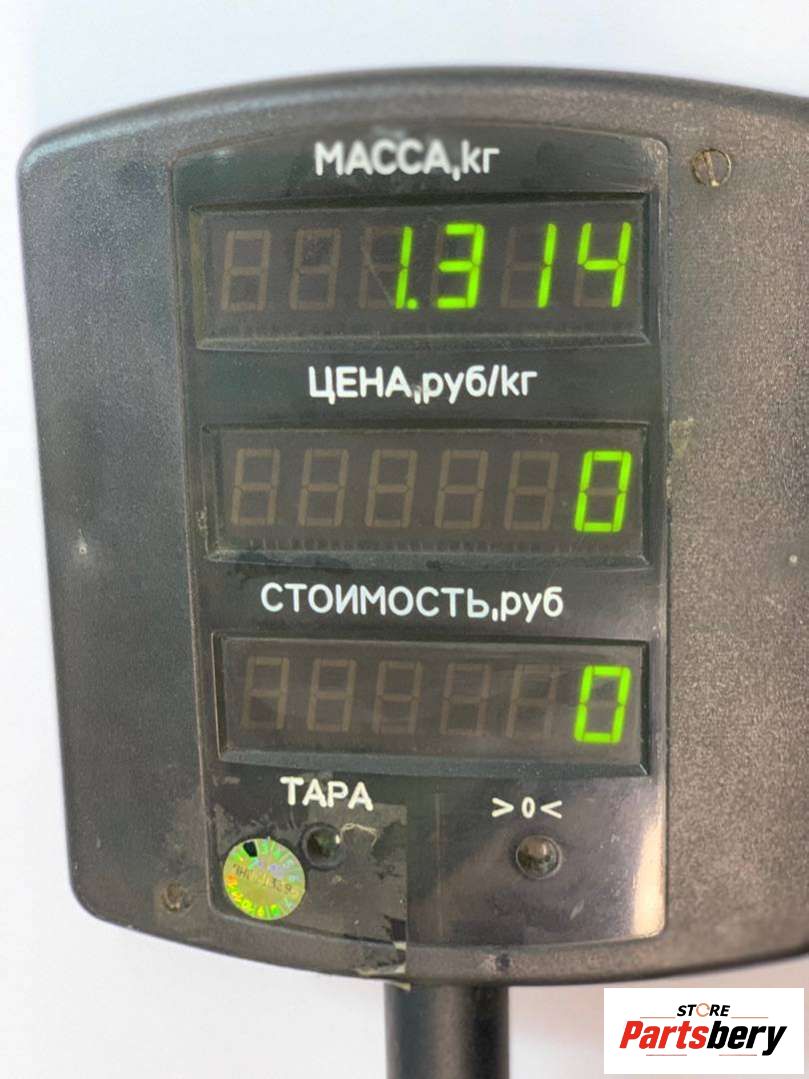 МАССА,кг
1.314
ЦЕНА,руб/кг
0
СТОИМОСТЬ,руб
0
ТАРА
>0<
STORE
Partsbery